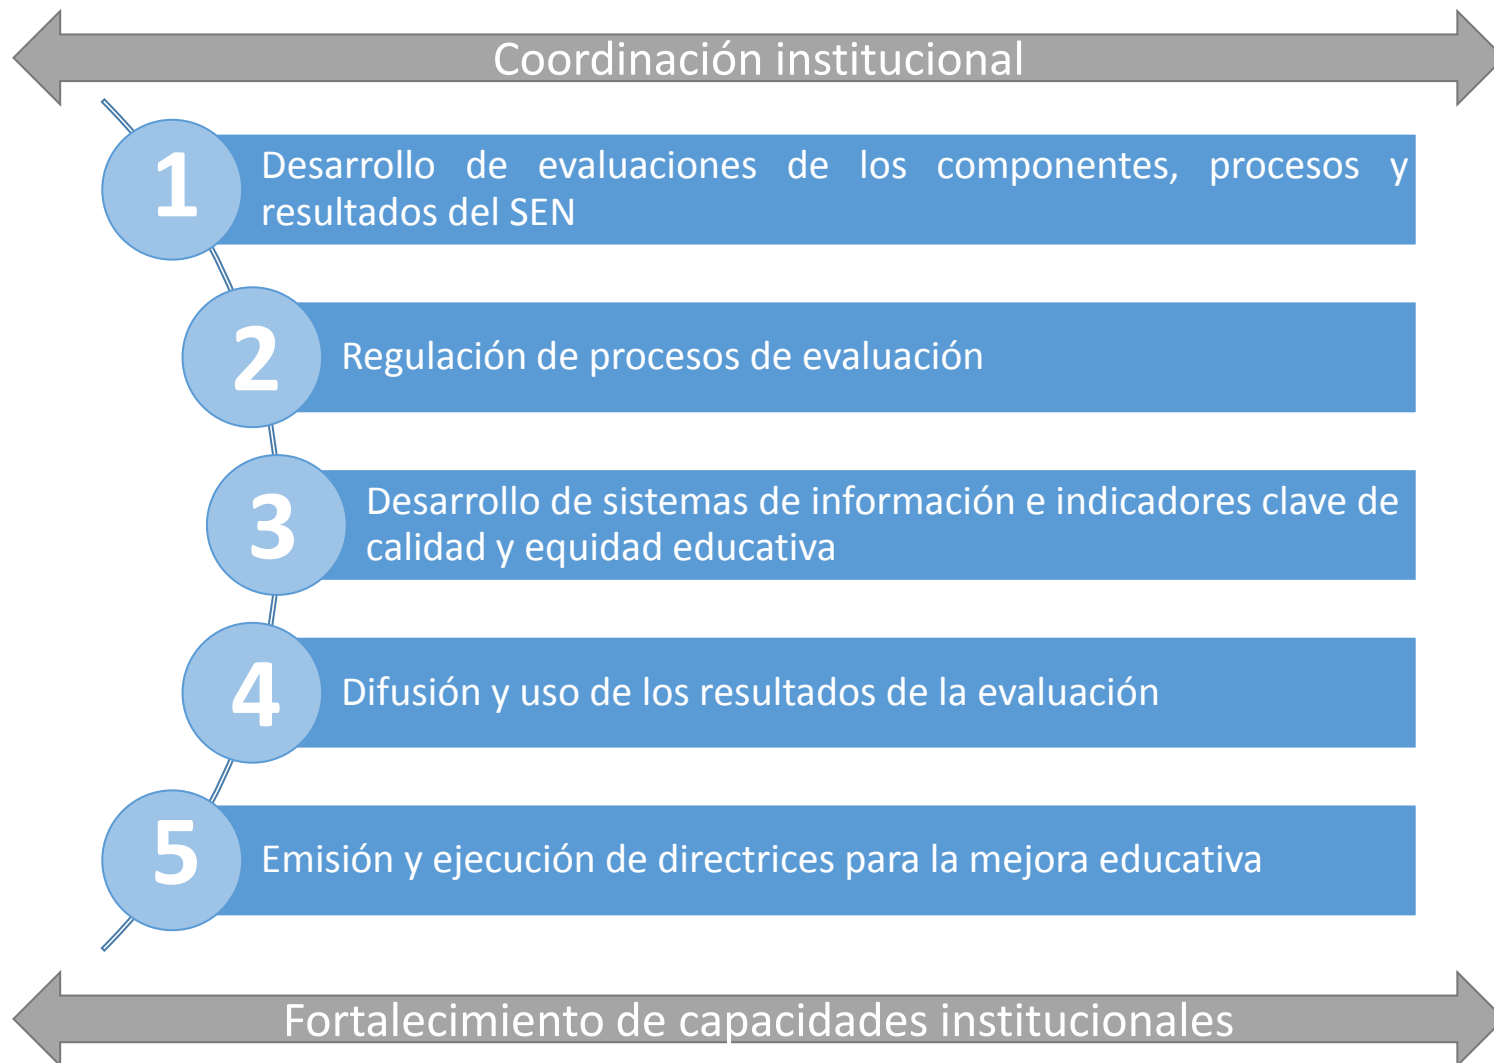 Coordinación institucional
1
Desarrollo de evaluaciones de los componentes, procesos y
resultados del SEN
2
Regulación de procesos de evaluación
3
Desarrollo de sistemas de información e indicadores clave de
calidad y equidad educativa
4
Difusión y uso de los resultados de la evaluación
5
Emisión y ejecución de directrices para la mejora educativa
Fortalecimiento de capacidades institucionales